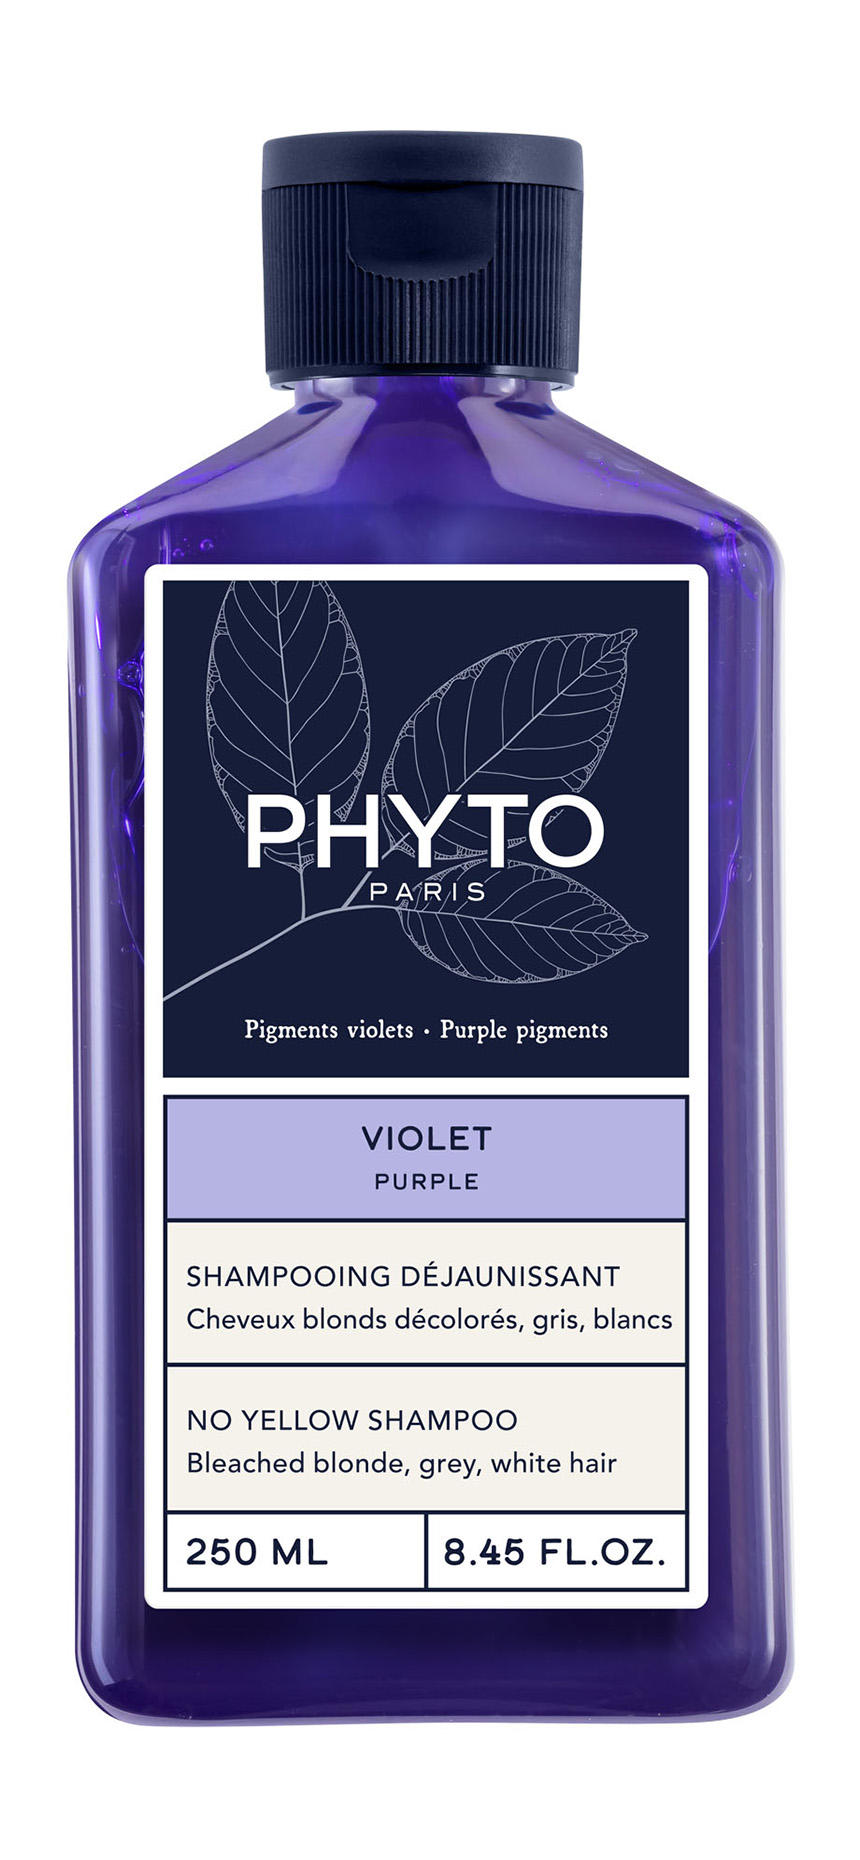 PHYTO
PARIS
Pigments violets · Purple pigments
VIOLET
PURPLE
SHAMPOOING DÉJAUNISSANT
Cheveux blonds décolorés, gris, blancs
NO YELLOW SHAMPOO
Bleached blonde, grey, white hair
250 ML 8.45 FL.OZ.